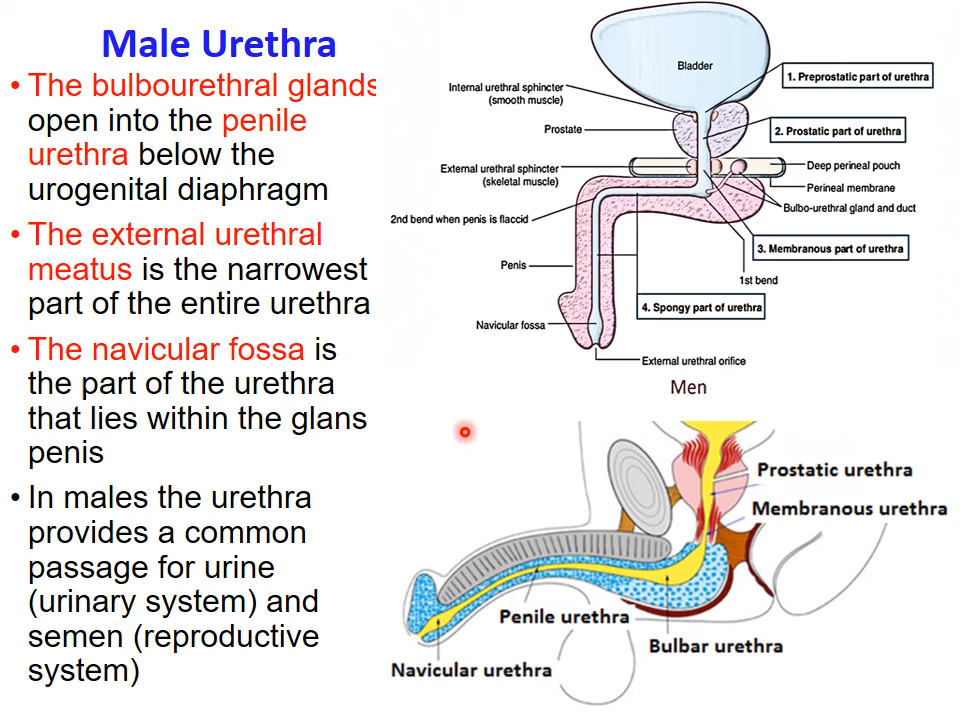 Male Urethra
• The bulbourethral glands
open into the penile
urethra below the
urogenital diaphragm
• The external urethral
meatus is the narrowest
part of the entire urethra
• The navicular fossa is
the part of the urethra
that lies within the glans
penis
• In males the urethra
provides a common
passage for urine
(urinary system) and
semen (reproductive
system)
Bladder
1. Preprostatic part of urethra
Internal urethral sphincter
(smooth muscle)
Prostate
2. Prostatic part of urethra
External urethral sphincter
(skeletal muscle)
Deep perineal pouch
Perineal membrane
Bulbo-urethral gland and duct
2nd bend when penis is flaccid
3. Membranous part of urethra
Penis
1st bend
4. Spongy part of urethra
Navicular fossa
External urethral orifice
Men
Prostatic urethra
Membranous urethra
Penile urethra
Bulbar urethra
Navicular urethra